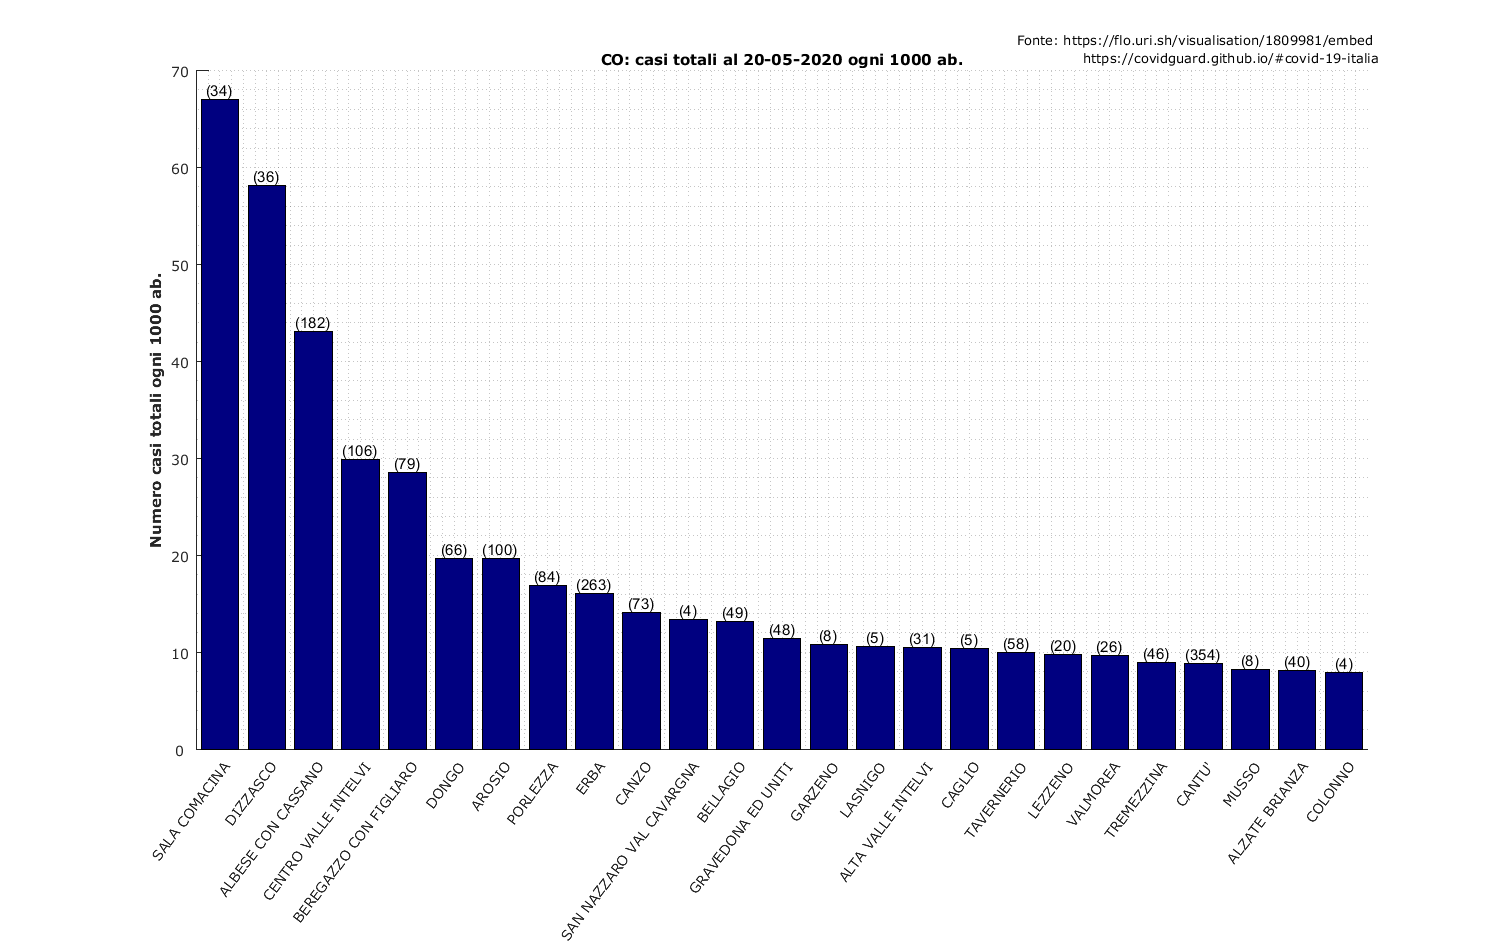 Fonte: https://flo.uri.sh/visualisation/1809981/embed
https://covidguard.github.io/#covid-19-italia
CO: casi totali al 20-05-2020 ogni 1000 ab.
Numero casi totali ogni 1000 ab.
70
60
50
40
30
20
10
0
(34)
(36)
(182)
(106)
(79)
(66)
(100)
(84)
(263)
(73)
(4)
(49)
(48)
(8)
(5)
(31)
(5)
(58)
(20)
(26)
(46)
(354)
(8)
(40)
(4)
SALA COMACINA
DIZZASCO
ALBESE CON CASSANO
CENTRO VALLE INTELVI
BEREGAZZO CON FIGLIARO
DONGO
AROSIO
PORLEZZA
ERBA
CANZO
SAN NAZZARO VAL CAVARGNA
BELLAGIO
GRAVEDONA ED UNITI
GARZENO
LASNIGO
ALTA VALLE INTELVI
CAGLIO
TAVERNERIO
LEZZENO
VALMOREA
TREMEZZINA
CANTU'
MUSSO
ALZATE BRIANZA
COLONNO